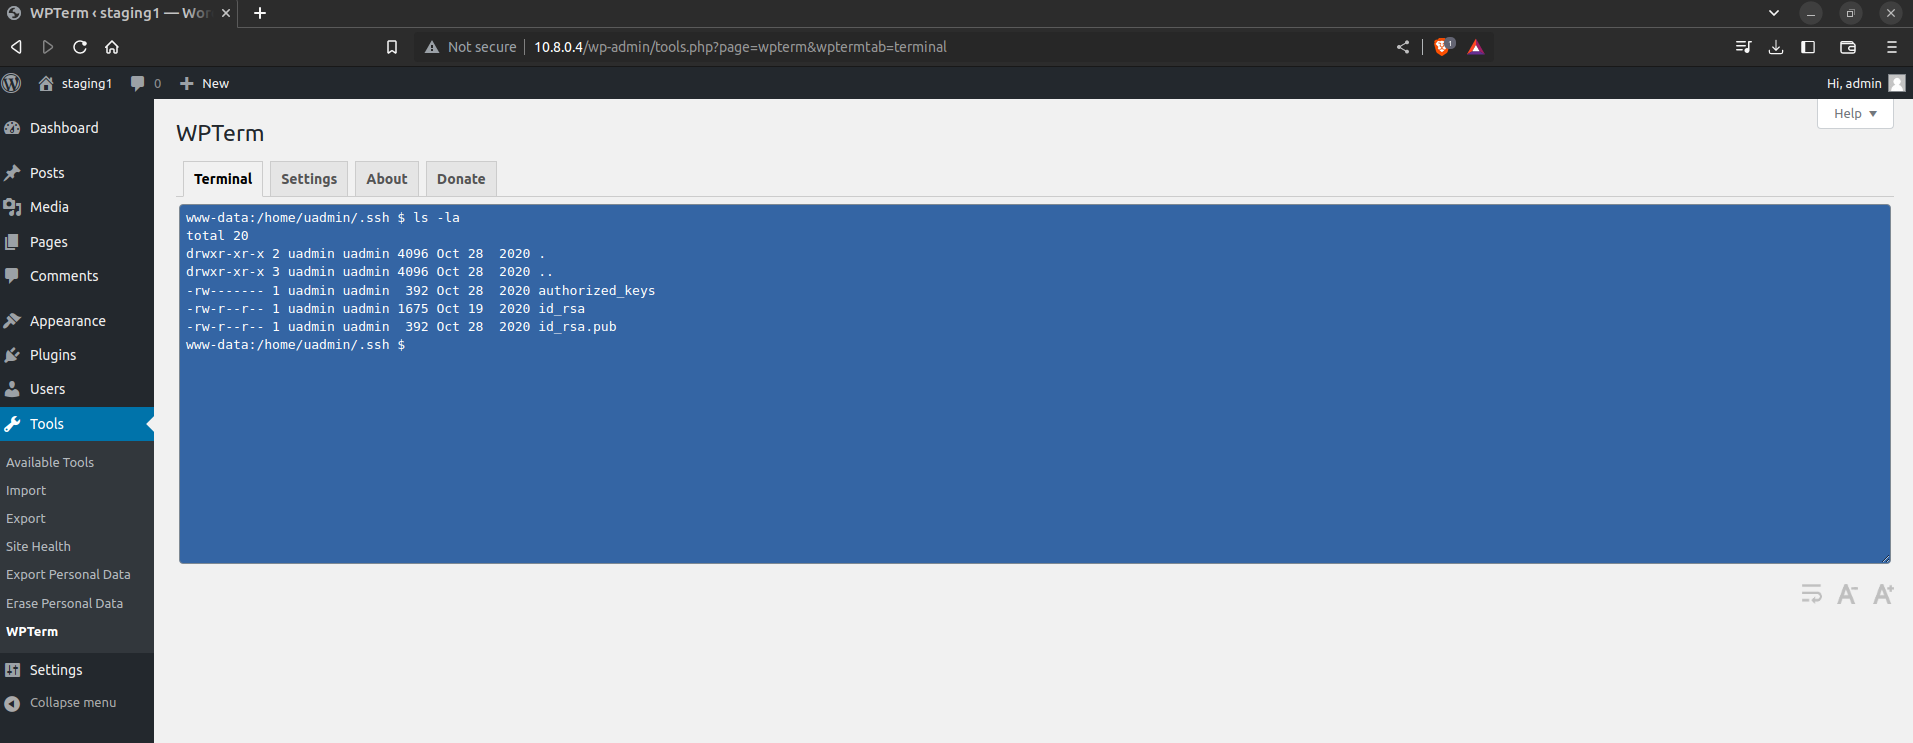 WPTerm ‹ staging1 — Wor
Not secure 10.8.0.4/wp-admin/tools.php?page=wpterm&wptermtab=terminal
1
staging1 0 New
Hi, admin
Dashboard
Posts
Media
Pages
Comments
Appearance
Plugins
Users
Tools
Available Tools
Import
Export
Site Health
Export Personal Data
Erase Personal Data
WPTerm
Settings
Collapse menu
Help
WPTerm
Terminal Settings About Donate
www-data:/home/uadmin/.ssh $ ls -la
total 20
drwxr-xr-x 2 uadmin uadmin 4096 Oct 28  2020 .
drwxr-xr-x 3 uadmin uadmin 4096 Oct 28  2020 ..
-rw------- 1 uadmin uadmin  392 Oct 28  2020 authorized_keys
-rw-r--r-- 1 uadmin uadmin 1675 Oct 19  2020 id_rsa
-rw-r--r-- 1 uadmin uadmin  392 Oct 28  2020 id_rsa.pub
www-data:/home/uadmin/.ssh $
A- A+